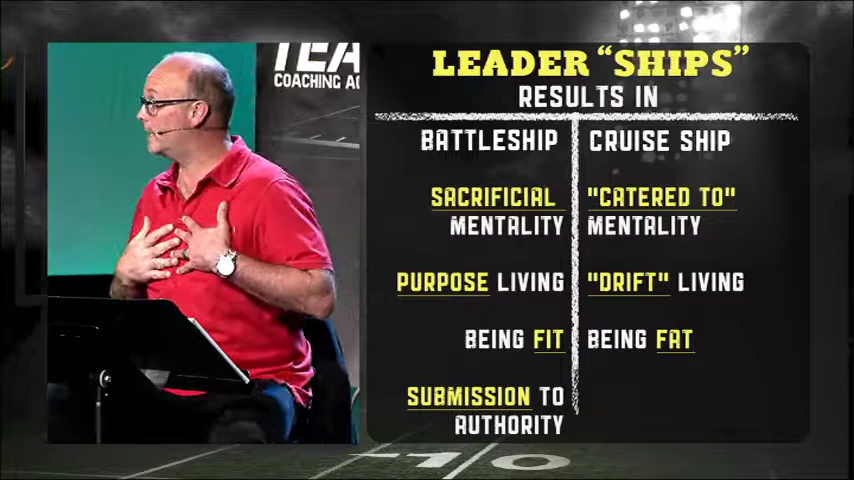 TEA
COACHING AC
LEADER “SHIPS”
RESULTS IN
BATTLESHIP
CRUISE SHIP
SACRIFICIAL
MENTALITY
"CATERED TO"
MENTALITY
PURPOSE LIVING
"DRIFT" LIVING
BEING FIT
BEING FAT
SUBMISSION TO
AUTHORITY
-10